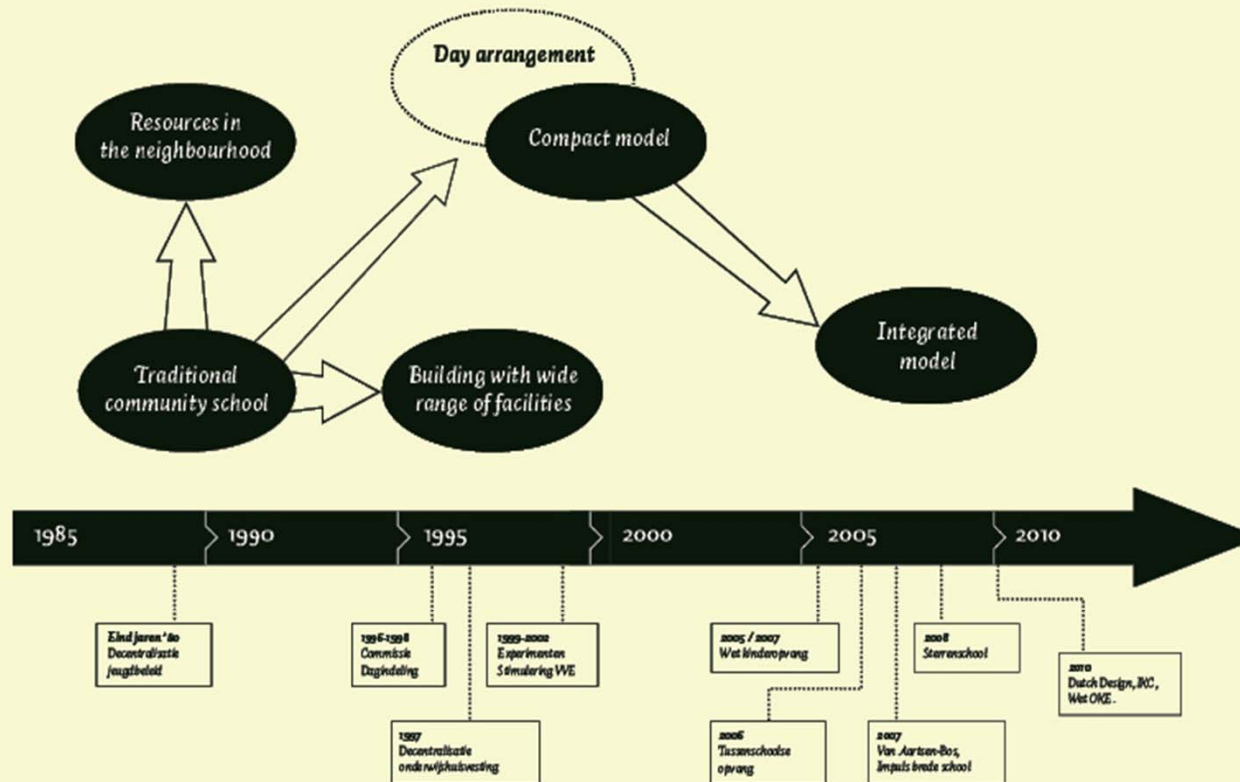 Day arrangement
Resources in
the neighbourhood
Compact model
Integrated
model
Traditional
community school
Building with wide
range of facilities
1985
1990
1995
2000
2005
2010
Eind jaren '80
Decentralisatie
jeugdbeleid
1996-1998
Commissie
Dagindeling
1999-2002
Experimenten
Stimulering VVE
2005 / 2007
Wet kinderopvang
2008
Sterrenschool
2010
Dutch Design, IKC,
Wet OKE.
1997
Decentralisatie
onderwijshuisvesting
2006
Tussenschoolse
opvang
2007
Van Aartsen-Bos,
Impuls brede school